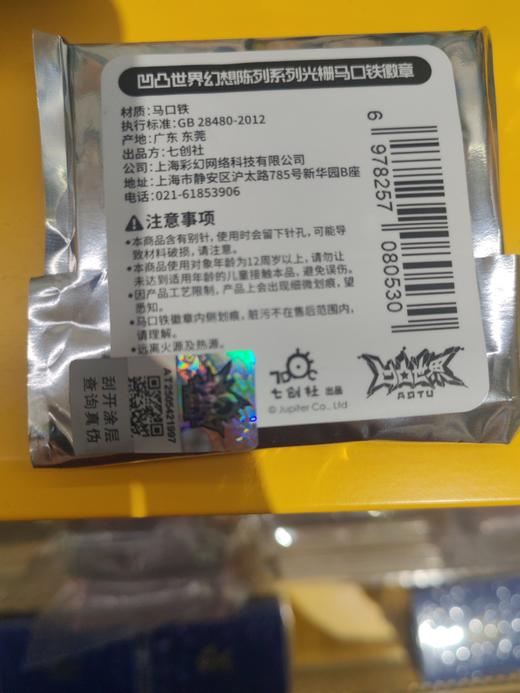 凹凸世界幻想陈列系列光栅马口铁徽章
材质:马口铁
执行标准:GB 28480-2012
产地:广东 东莞
出品方:七创社
公司:上海彩幻网络科技有限公司
地址:上海市静安区沪太路785号新华园B座
电话:021-61853906
注意事项
•本商品含有别针,使用时会留下针孔,可能导
致材料破损,请注意。
•本商品使用对象年龄为12周岁以上,请勿让
未达到适用年龄的儿童接触本品,避免误伤。
•因产品工艺限制,产品上会出现细微划痕,望
悉知。
•马口铁徽章内侧划痕,脏污不在售后范围内,
请理解。
•远离火源及热源。
6 978257 080530
刮开涂层
查询真伪
七创社 出品
© Jupiter Co., Ltd
凹凸世界
AOTU